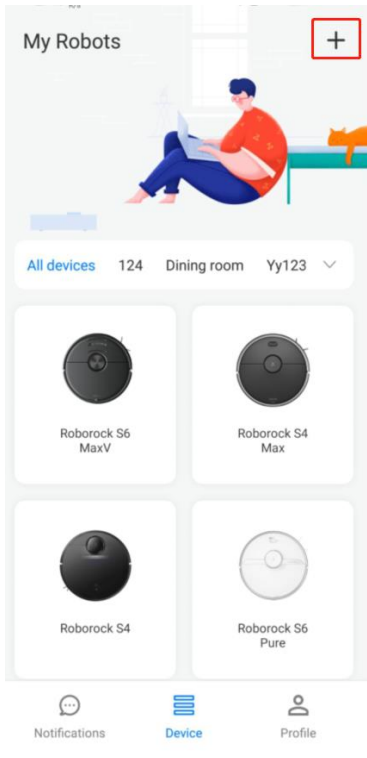 My Robots
All devices 124 Dining room Yy123
Roborock S6
MaxV
Roborock S4
Max
Roborock S4
Roborock S6
Pure
Notifications Device Profile